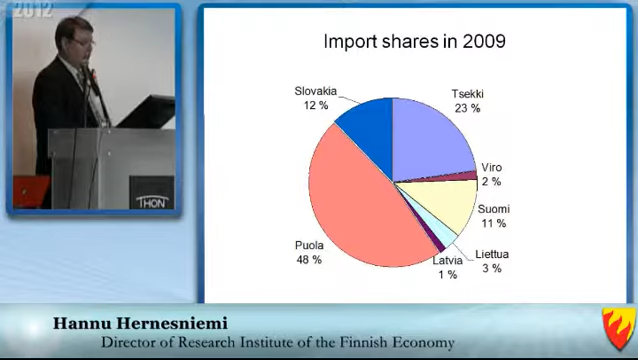 2012
Import shares in 2009
Slovakia
12 %
Tsekki
23 %
Viro
2 %
Suomi
11 %
Liettua
3 %
Latvia
1 %
Puola
48 %
THON
Hannu Hernesniemi
Director of Research Institute of the Finnish Economy